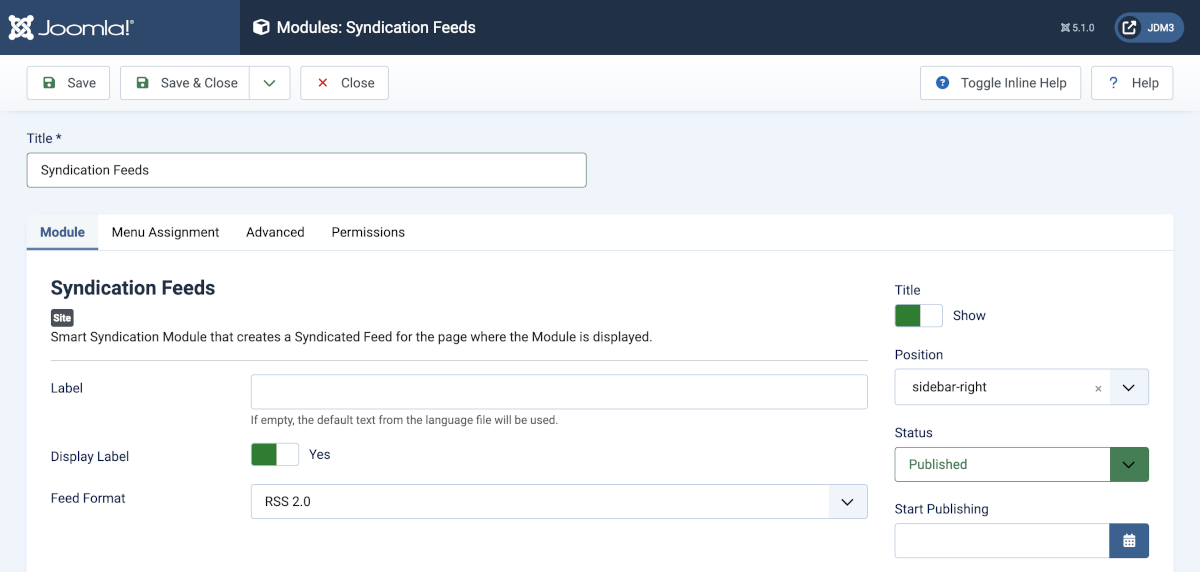 Joomla!® Modules: Syndication Feeds 5.1.0 JDM3
Save Save & Close × Close Toggle Inline Help ? Help
Title *
Syndication Feeds
Module Menu Assignment Advanced Permissions
Syndication Feeds
Site
Smart Syndication Module that creates a Syndicated Feed for the page where the Module is displayed.
Label
If empty, the default text from the language file will be used.
Display Label Yes
Feed Format RSS 2.0
Title
Show
Position
sidebar-right ×
Status
Published
Start Publishing